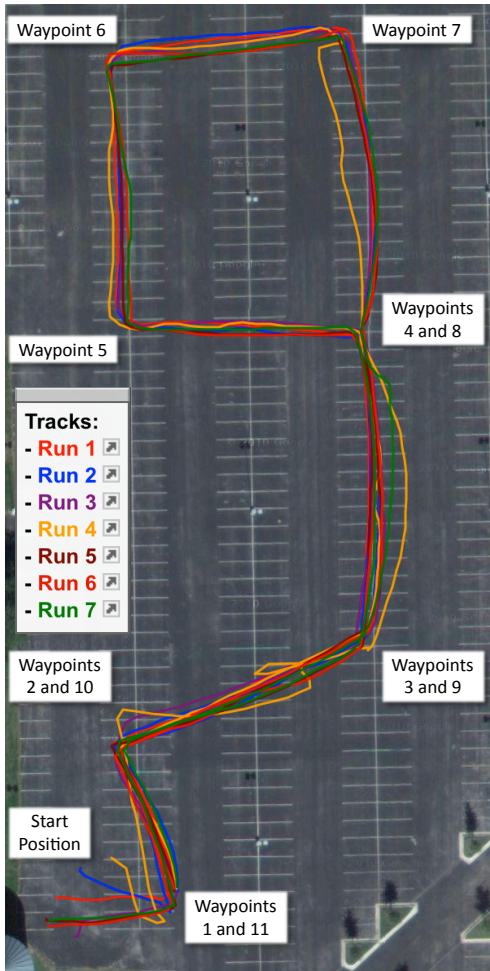 Waypoint 6
Waypoint 7
Waypoints
4 and 8
Waypoint 5
Tracks:
- Run 1
- Run 2
- Run 3
- Run 4
- Run 5
- Run 6
- Run 7
Waypoints
2 and 10
Waypoints
3 and 9
Start
Position
Waypoints
1 and 11